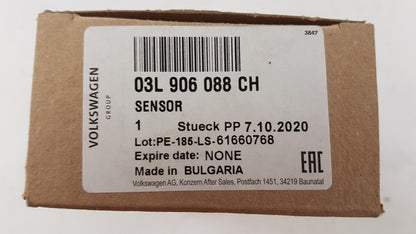 3847
VOLKSWAGEN
GROUP
03L 906 088 CH
SENSOR
1 Stueck PP 7.10.2020
Lot:PE-185-LS-61660768
Expire date: NONE
Made in BULGARIA
EAC
Volkswagen AG, Konzern After Sales, Postfach 1451, 34219 Baunatal